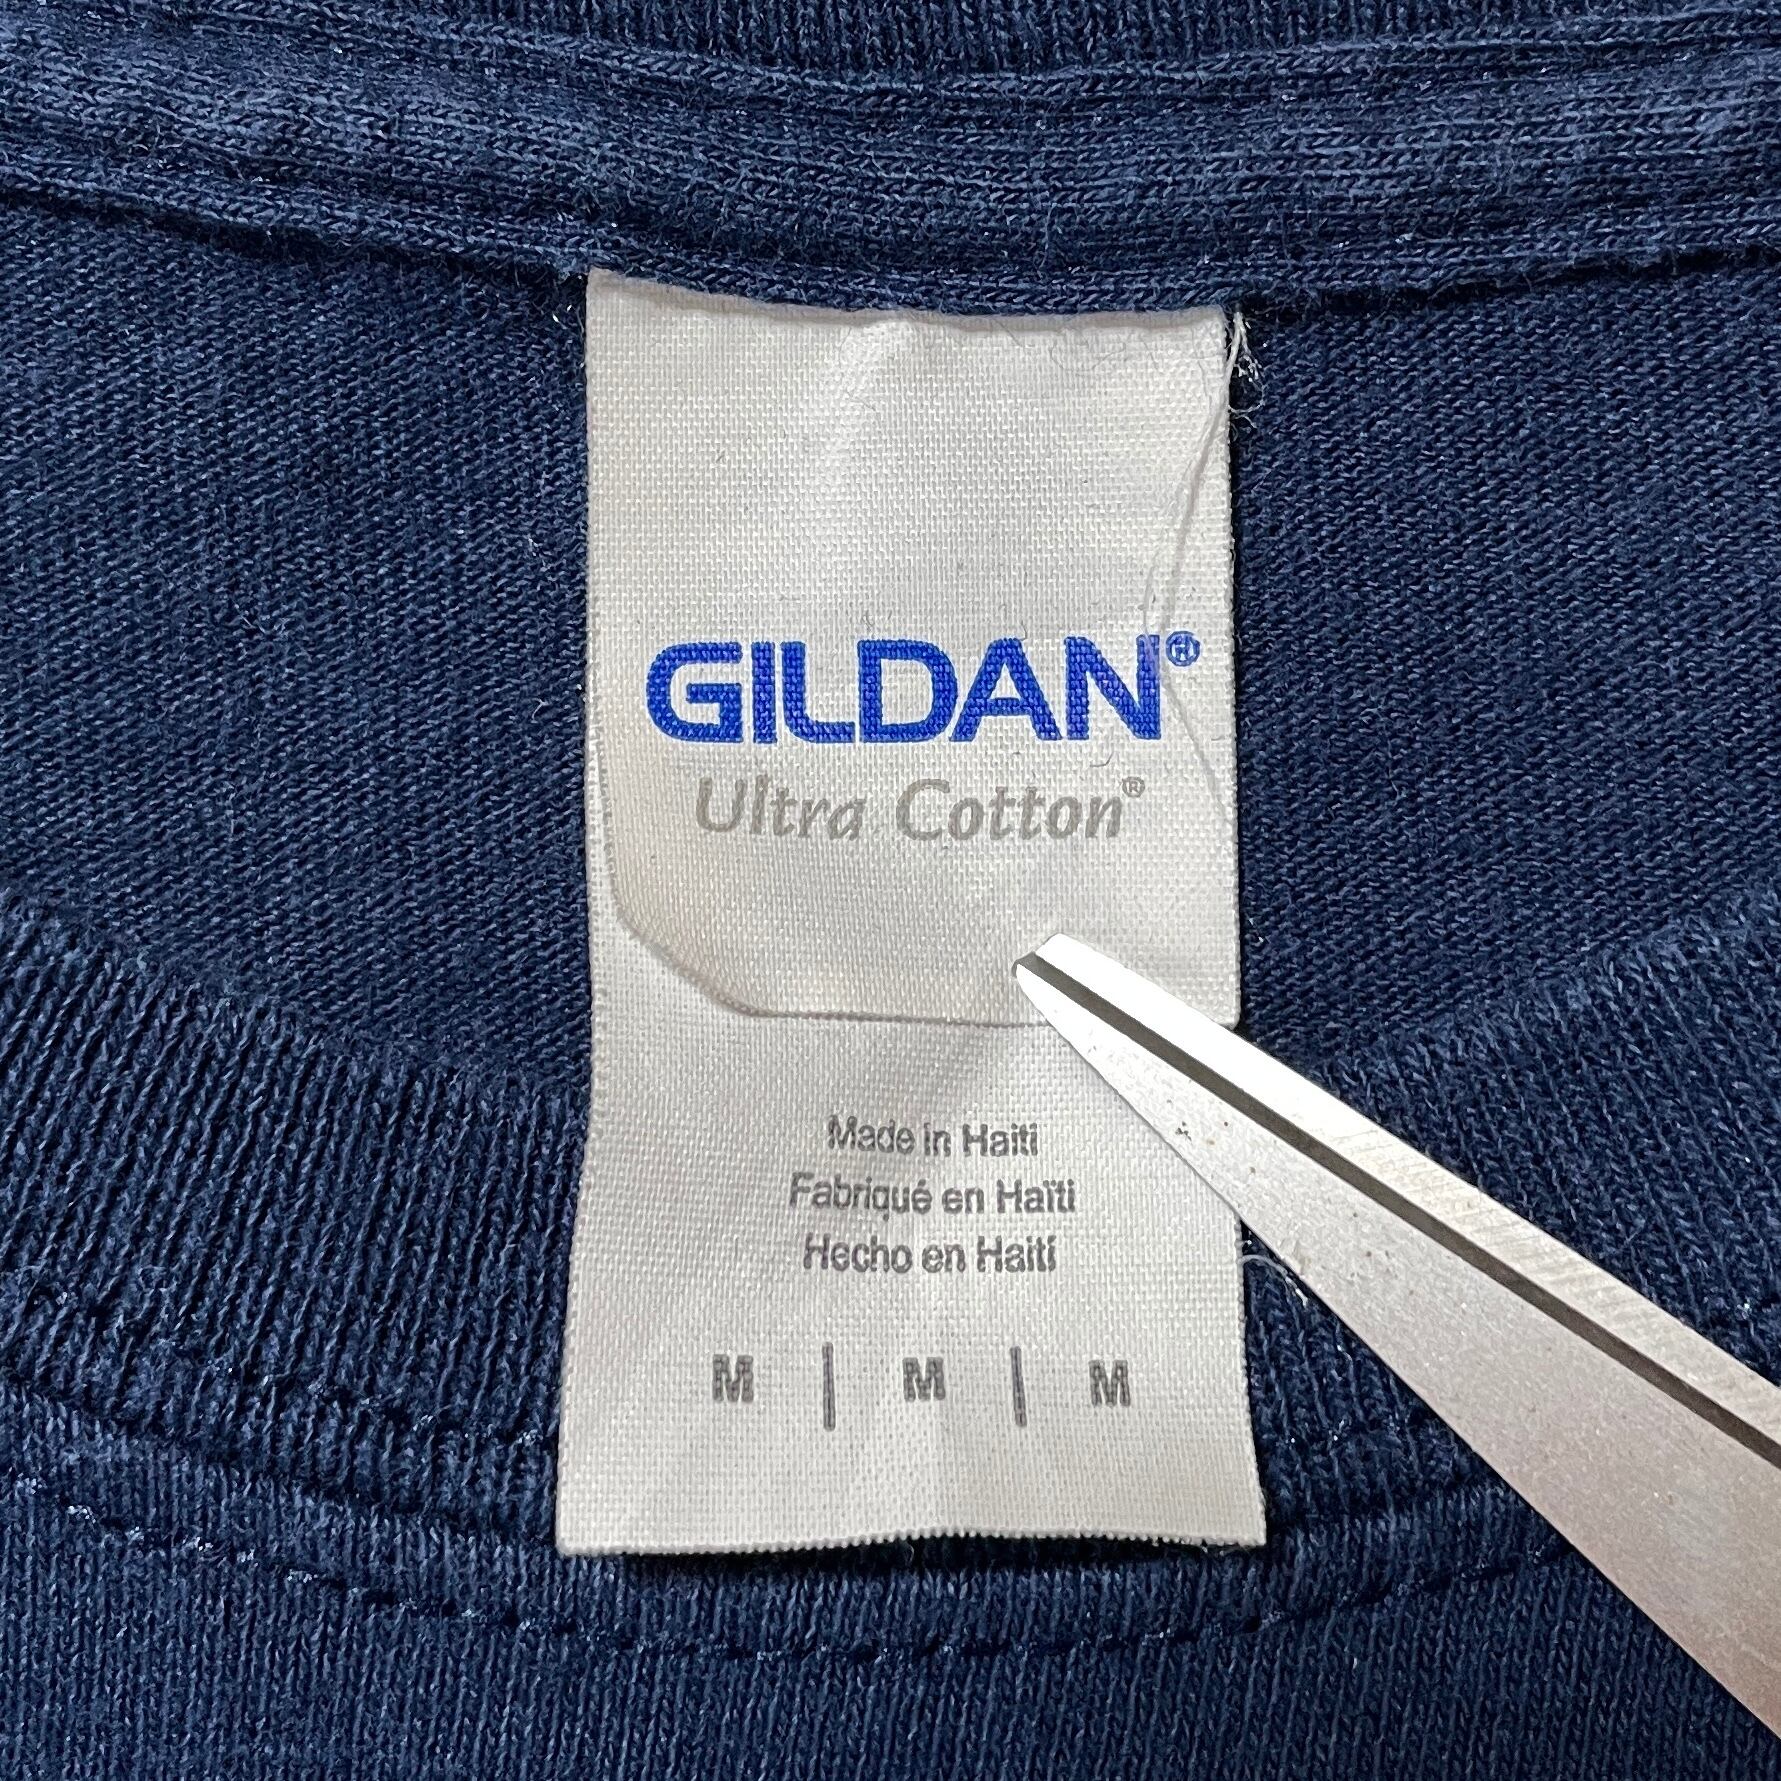 GILDAN®
Ultra Cotton®
Made in Haiti
Fabriqué en Haïti
Hecho en Haití
M | M | M